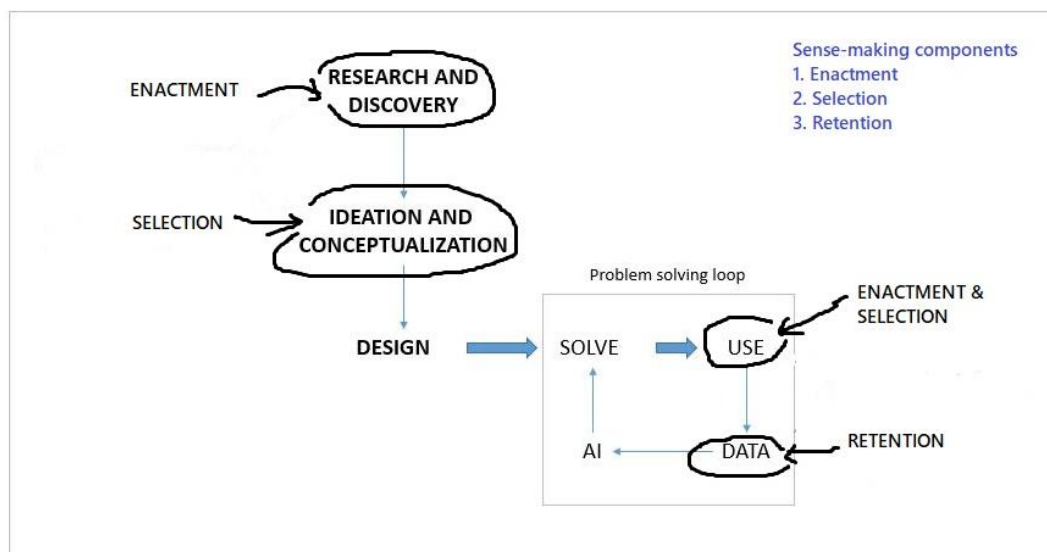 Sense-making components
1. Enactment
2. Selection
3. Retention
ENACTMENT
RESEARCH AND
DISCOVERY
SELECTION
IDEATION AND
CONCEPTUALIZATION
Problem solving loop
ENACTMENT &
SELECTION
DESIGN
SOLVE
USE
AI
DATA
RETENTION